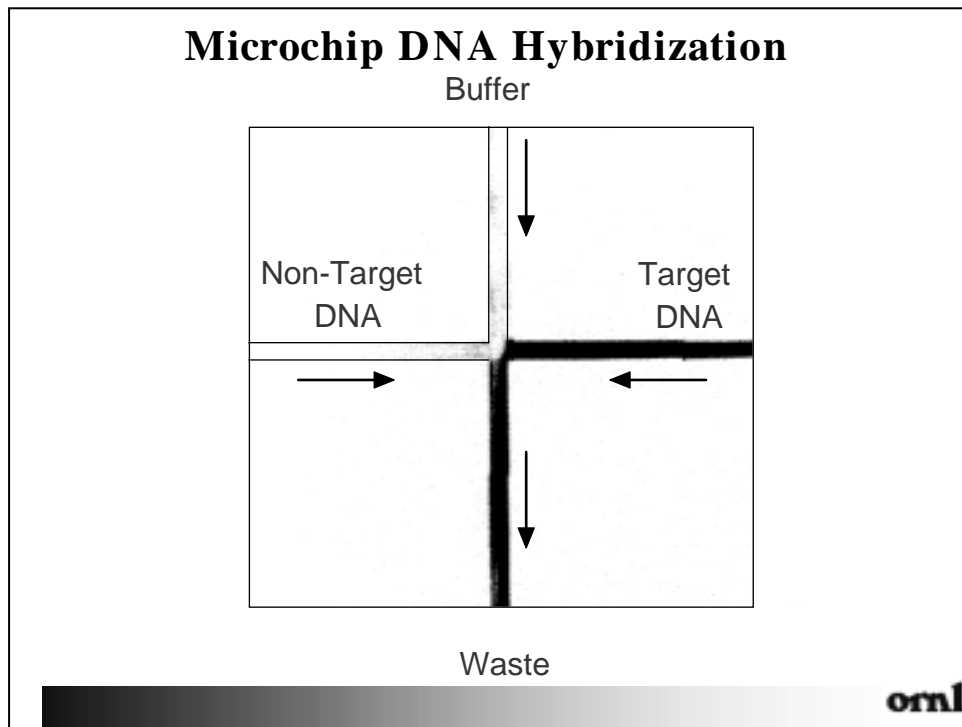 Microchip DNA Hybridization
Buffer
Non-Target
DNA
Target
DNA
Waste
ornl